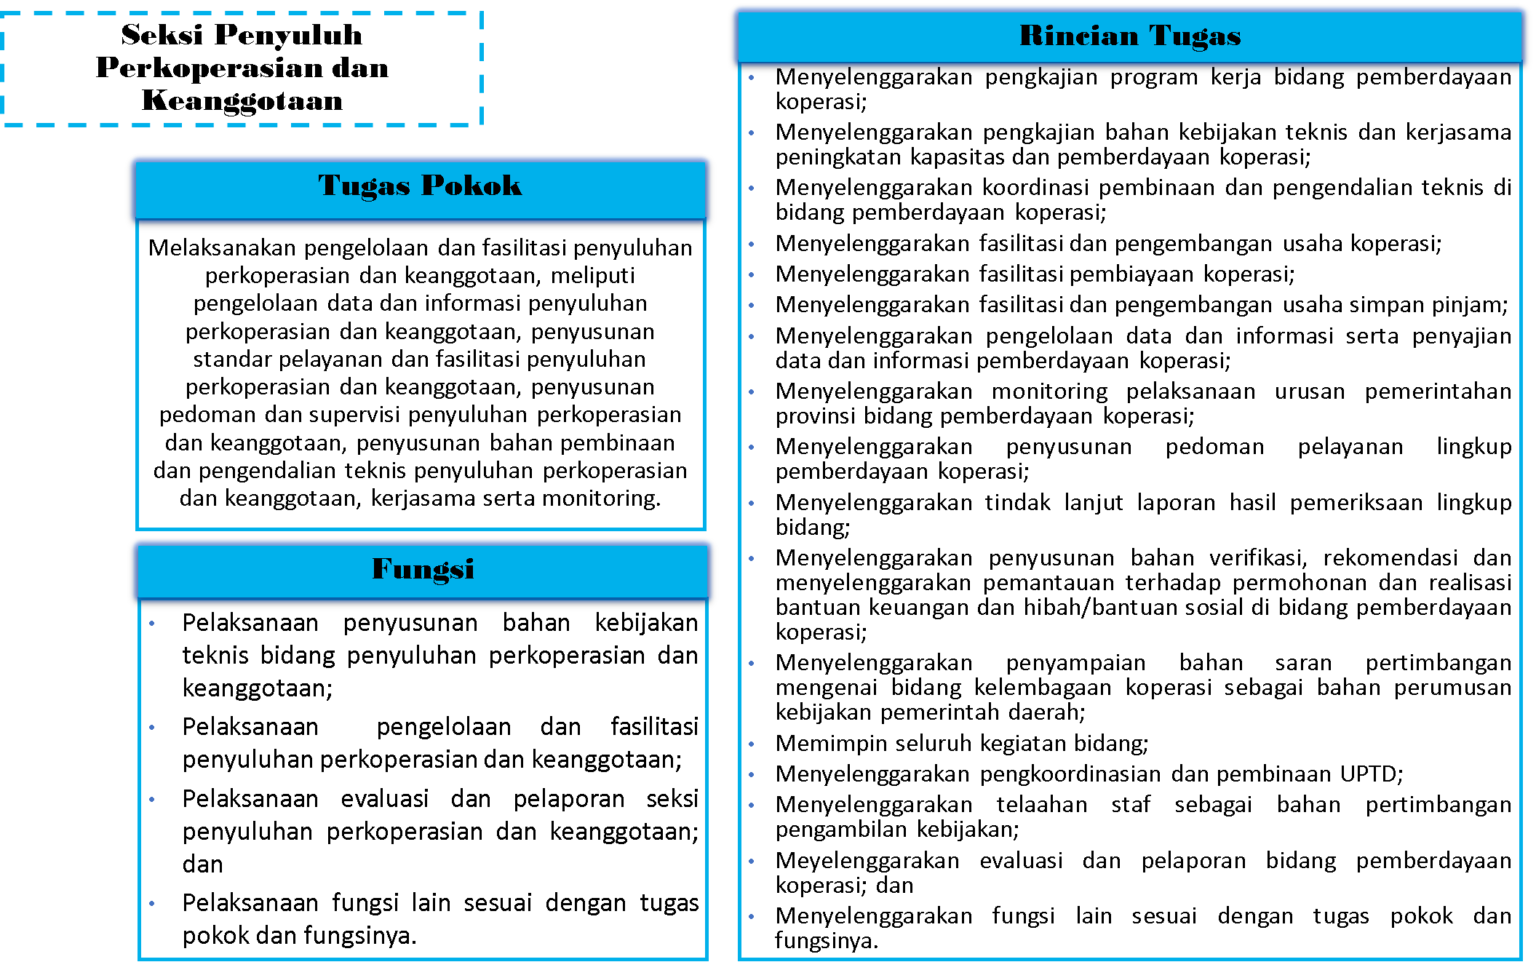 Seksi Penyuluh
Perkoperasian dan
Keanggotaan
Tugas Pokok
Melaksanakan pengelolaan dan fasilitasi penyuluhan
perkoperasian dan keanggotaan, meliputi
pengelolaan data dan informasi penyuluhan
perkoperasian dan keanggotaan, penyusunan
standar pelayanan dan fasilitasi penyuluhan
perkoperasian dan keanggotaan, penyusunan
pedoman dan supervisi penyuluhan perkoperasian
dan keanggotaan, penyusunan bahan pembinaan
dan pengendalian teknis penyuluhan perkoperasian
dan keanggotaan, kerjasama serta monitoring.
Fungsi
• Pelaksanaan penyusunan bahan kebijakan
teknis bidang penyuluhan perkoperasian dan
keanggotaan;
• Pelaksanaan pengelolaan dan fasilitasi
penyuluhan perkoperasian dan keanggotaan;
• Pelaksanaan evaluasi dan pelaporan seksi
penyuluhan perkoperasian dan keanggotaan;
dan
• Pelaksanaan fungsi lain sesuai dengan tugas
pokok dan fungsinya.
Rincian Tugas
• Menyelenggarakan pengkajian program kerja bidang pemberdayaan
koperasi;
• Menyelenggarakan pengkajian bahan kebijakan teknis dan kerjasama
peningkatan kapasitas dan pemberdayaan koperasi;
• Menyelenggarakan koordinasi pembinaan dan pengendalian teknis di
bidang pemberdayaan koperasi;
• Menyelenggarakan fasilitasi dan pengembangan usaha koperasi;
• Menyelenggarakan fasilitasi pembiayaan koperasi;
• Menyelenggarakan fasilitasi dan pengembangan usaha simpan pinjam;
• Menyelenggarakan pengelolaan data dan informasi serta penyajian
data dan informasi pemberdayaan koperasi;
• Menyelenggarakan monitoring pelaksanaan urusan pemerintahan
provinsi bidang pemberdayaan koperasi;
• Menyelenggarakan penyusunan pedoman pelayanan lingkup
pemberdayaan koperasi;
• Menyelenggarakan tindak lanjut laporan hasil pemeriksaan lingkup
bidang;
• Menyelenggarakan penyusunan bahan verifikasi, rekomendasi dan
menyelenggarakan pemantauan terhadap permohonan dan realisasi
bantuan keuangan dan hibah/bantuan sosial di bidang pemberdayaan
koperasi;
• Menyelenggarakan penyampaian bahan saran pertimbangan
mengenai bidang kelembagaan koperasi sebagai bahan perumusan
kebijakan pemerintah daerah;
• Memimpin seluruh kegiatan bidang;
• Menyelenggarakan pengkoordinasian dan pembinaan UPTD;
• Menyelenggarakan telaahan staf sebagai bahan pertimbangan
pengambilan kebijakan;
• Meyelenggarakan evaluasi dan pelaporan bidang pemberdayaan
koperasi; dan
• Menyelenggarakan fungsi lain sesuai dengan tugas pokok dan
fungsinya.